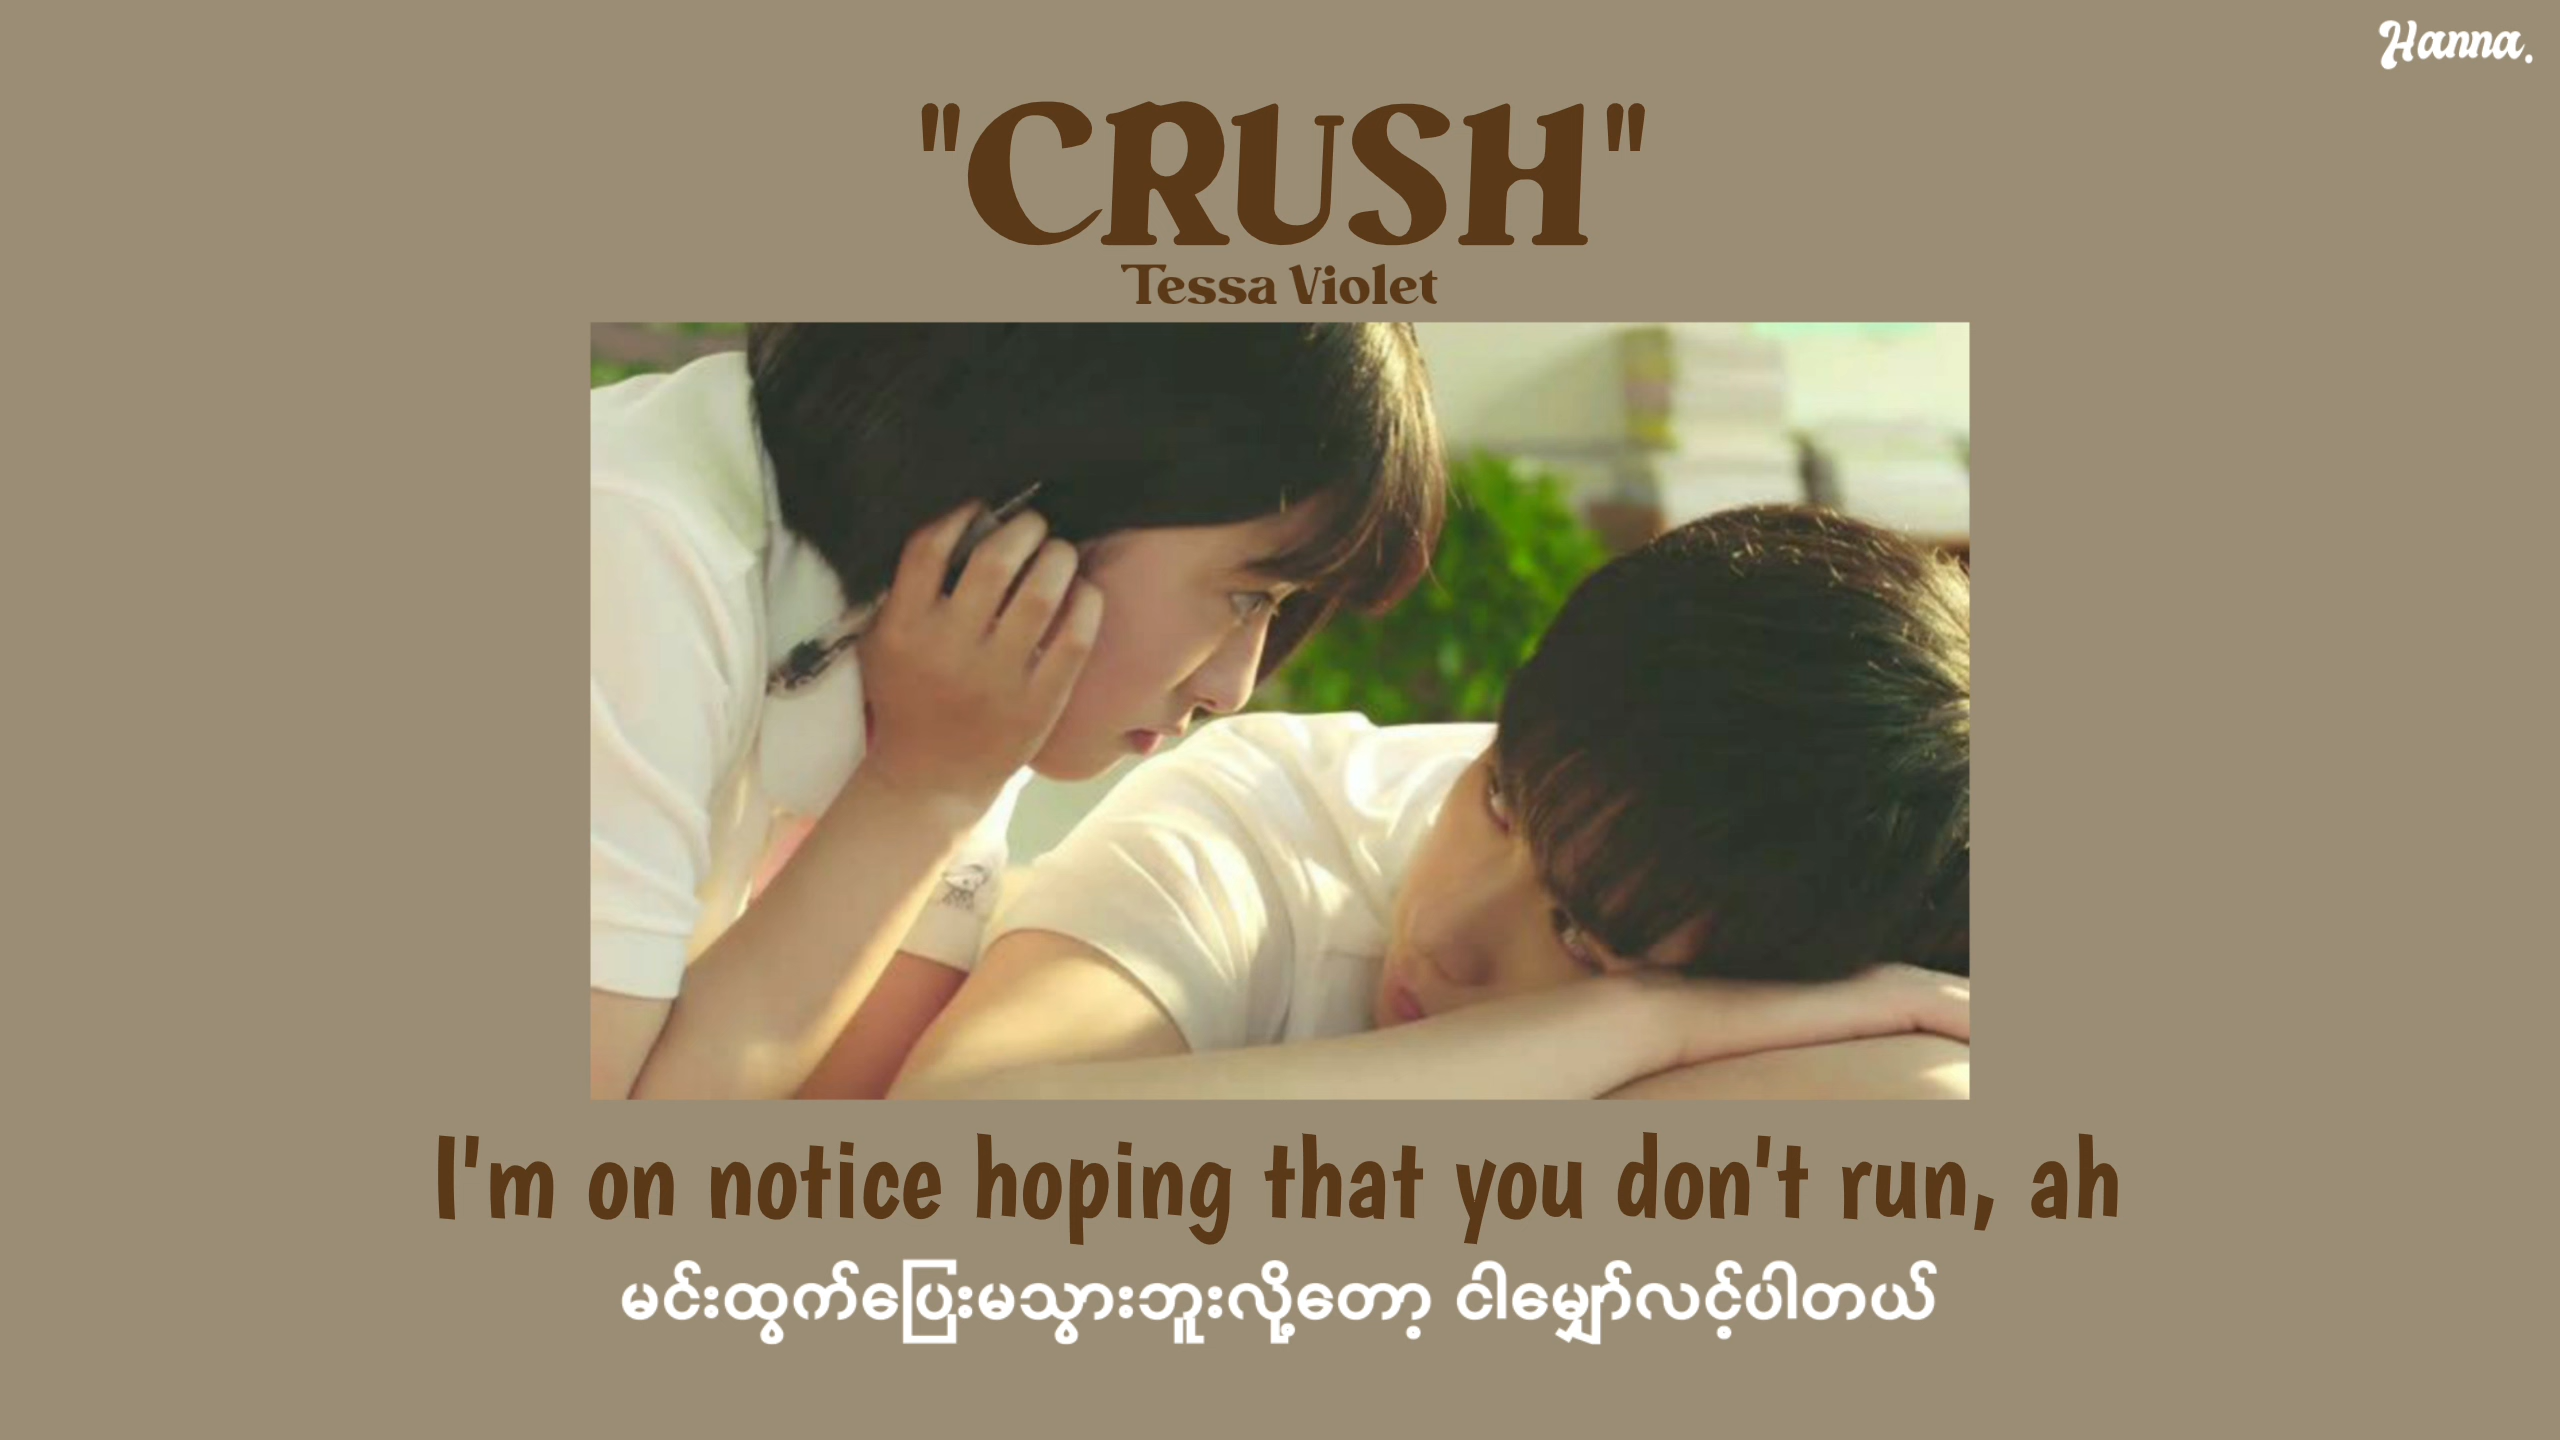 Hanna.
"CRUSH"
Tessa Violet
I'm on notice hoping that you don't run, ah
မင်းထွက်ပြေးမသွားဘူးလို့တော့ ငါမျှော်လင့်ပါတယ်